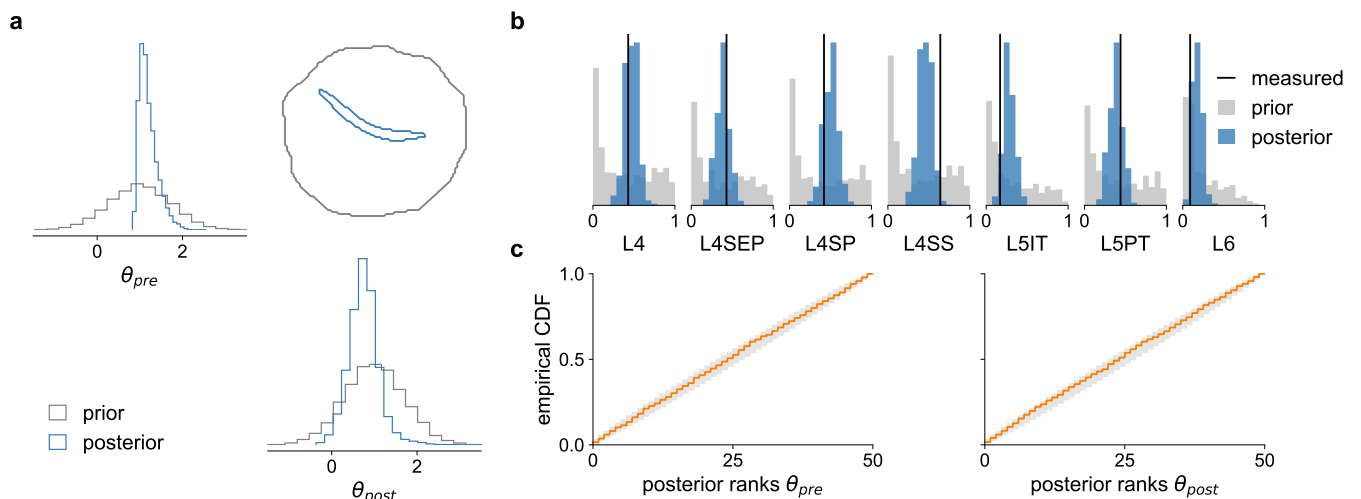 a
0 2
θpre
0 2
θpost
prior
posterior
b
measured
prior
posterior
0 1 0 1 0 1 0 1 0 1 0 1 0 1
L4 L4SEP L4SP L4SS L5IT L5PT L6
c
1.0
0.5
0.0
empirical CDF
0 25 50
posterior ranks θpre
0 25 50
posterior ranks θpost